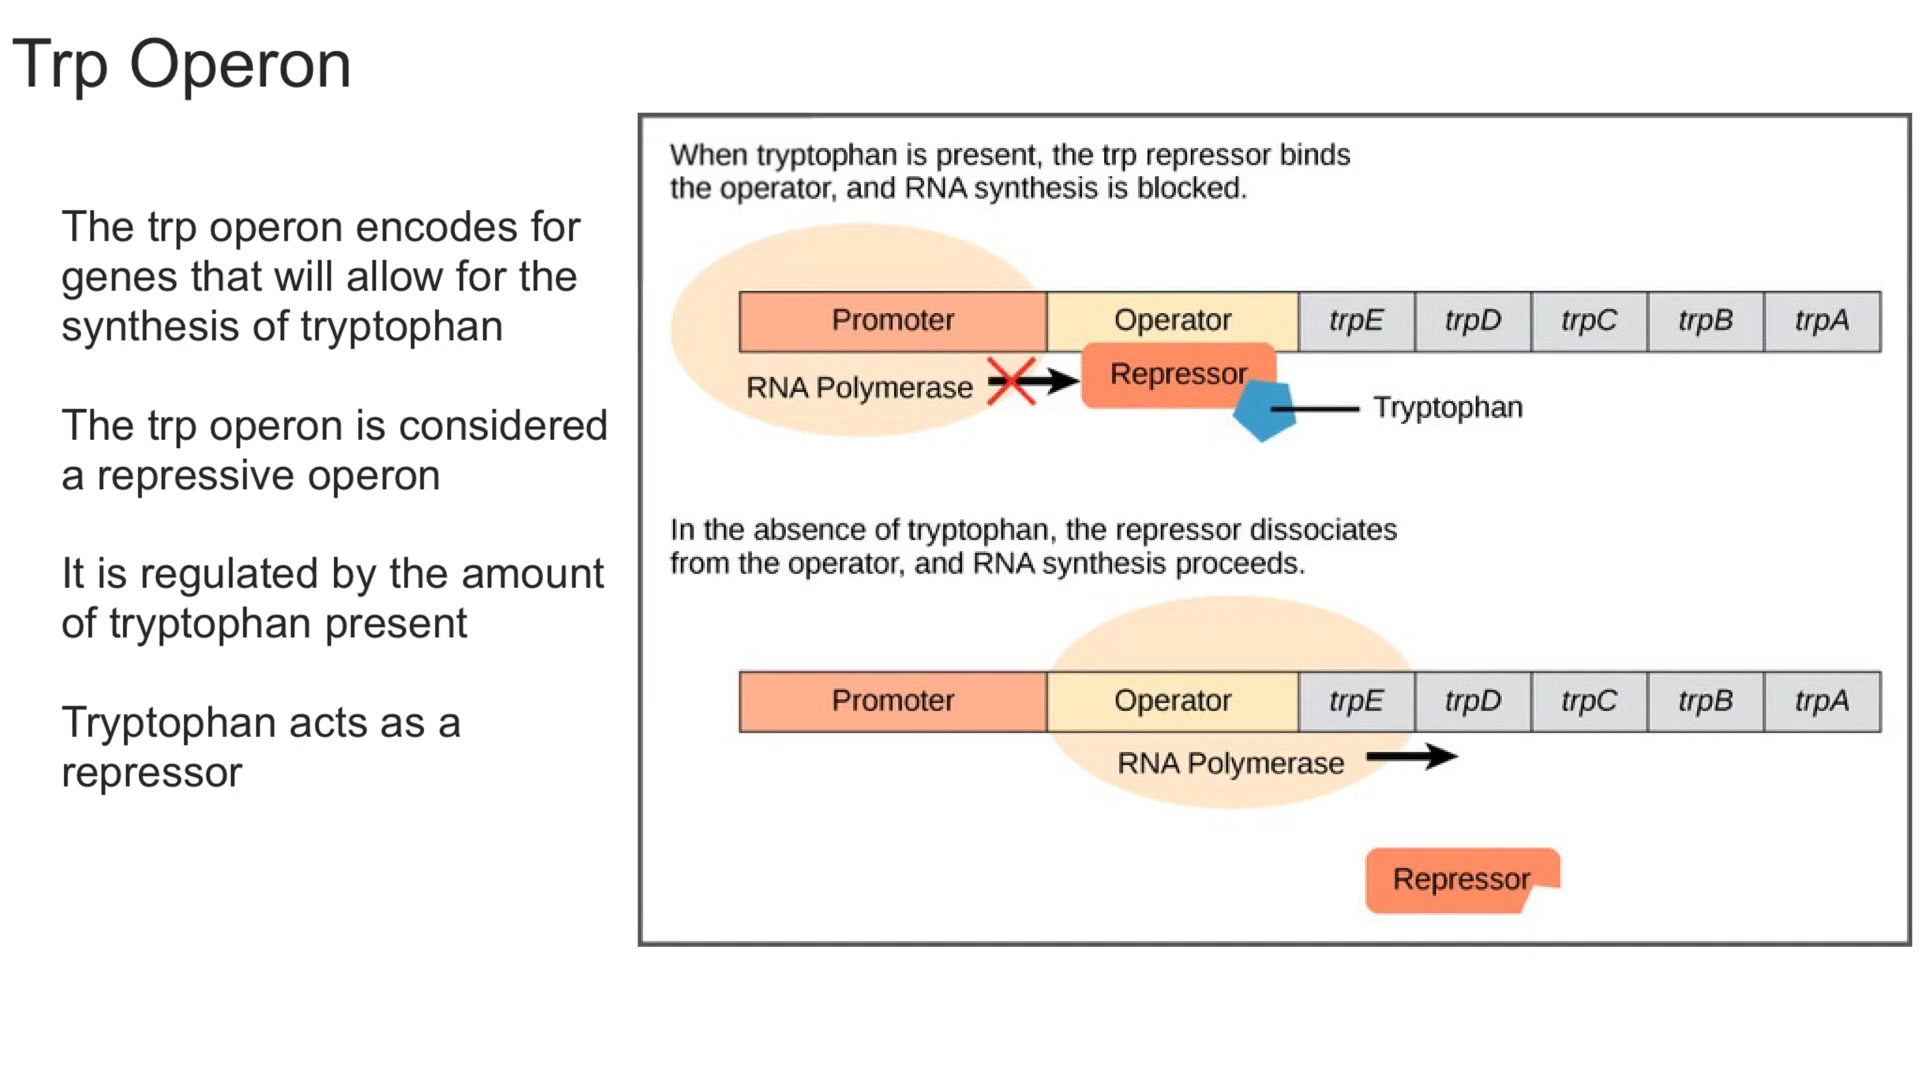 Trp Operon
The trp operon encodes for
genes that will allow for the
synthesis of tryptophan
The trp operon is considered
a repressive operon
It is regulated by the amount
of tryptophan present
Tryptophan acts as a
repressor
When tryptophan is present, the trp repressor binds
the operator, and RNA synthesis is blocked.
Promoter Operator trpE trpD trpC trpB trpA
RNA Polymerase Repressor
Tryptophan
In the absence of tryptophan, the repressor dissociates
from the operator, and RNA synthesis proceeds.
Promoter Operator trpE trpD trpC trpB trpA
RNA Polymerase
Repressor